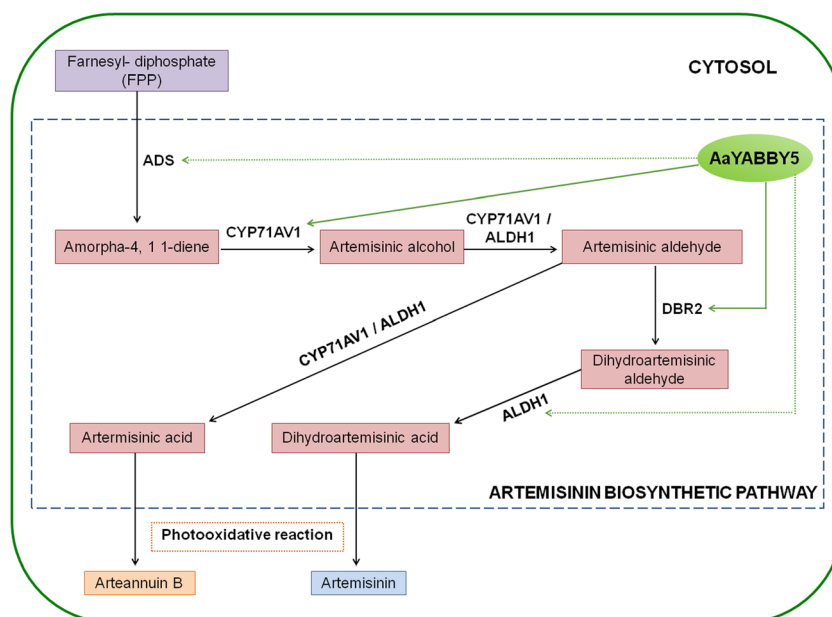 Farnesyl- diphosphate
(FPP)
CYTOSOL
ADS
AaYABBY5
CYP71AV1
CYP71AV1 /
ALDH1
Amorpha-4, 1 1-diene
Artemisinic alcohol
Artemisinic aldehyde
DBR2
CYP71AV1 / ALDH1
Dihydroartemisinic
aldehyde
ALDH1
Artermisinic acid
Dihydroartemisinic acid
ARTEMISININ BIOSYNTHETIC PATHWAY
Photooxidative reaction
Arteannuin B
Artemisinin